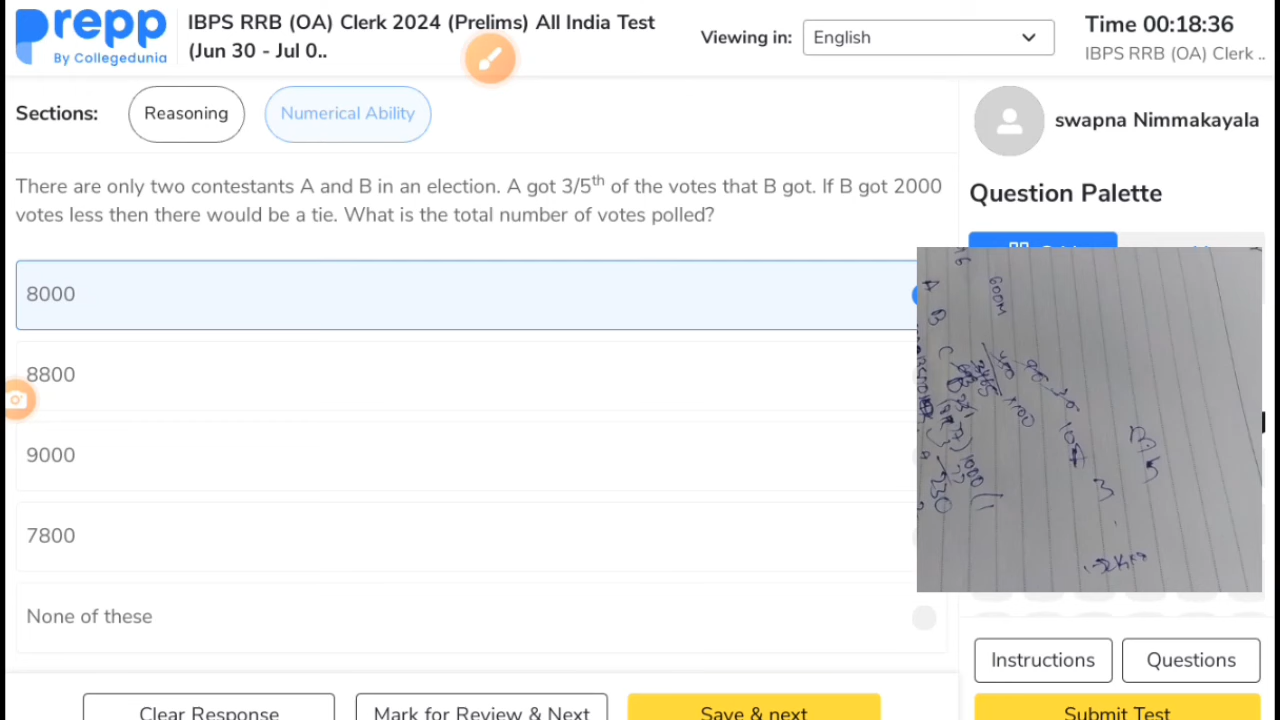 prepp
By Collegedunia
IBPS RRB (OA) Clerk 2024 (Prelims) All India Test
(Jun 30 - Jul 0..
Viewing in:
English
Time 00:18:36
IBPS RRB (OA) Clerk ..
Sections:
Reasoning
Numerical Ability
swapna Nimmakayala
There are only two contestants A and B in an election. A got 3/5th of the votes that B got. If B got 2000
votes less then there would be a tie. What is the total number of votes polled?
Question Palette
8000
8800
9000
7800
None of these
600M
A
B
C
1000
230
Instructions
Questions
Clear Response
Mark for Review & Next
Save & next
Submit Test